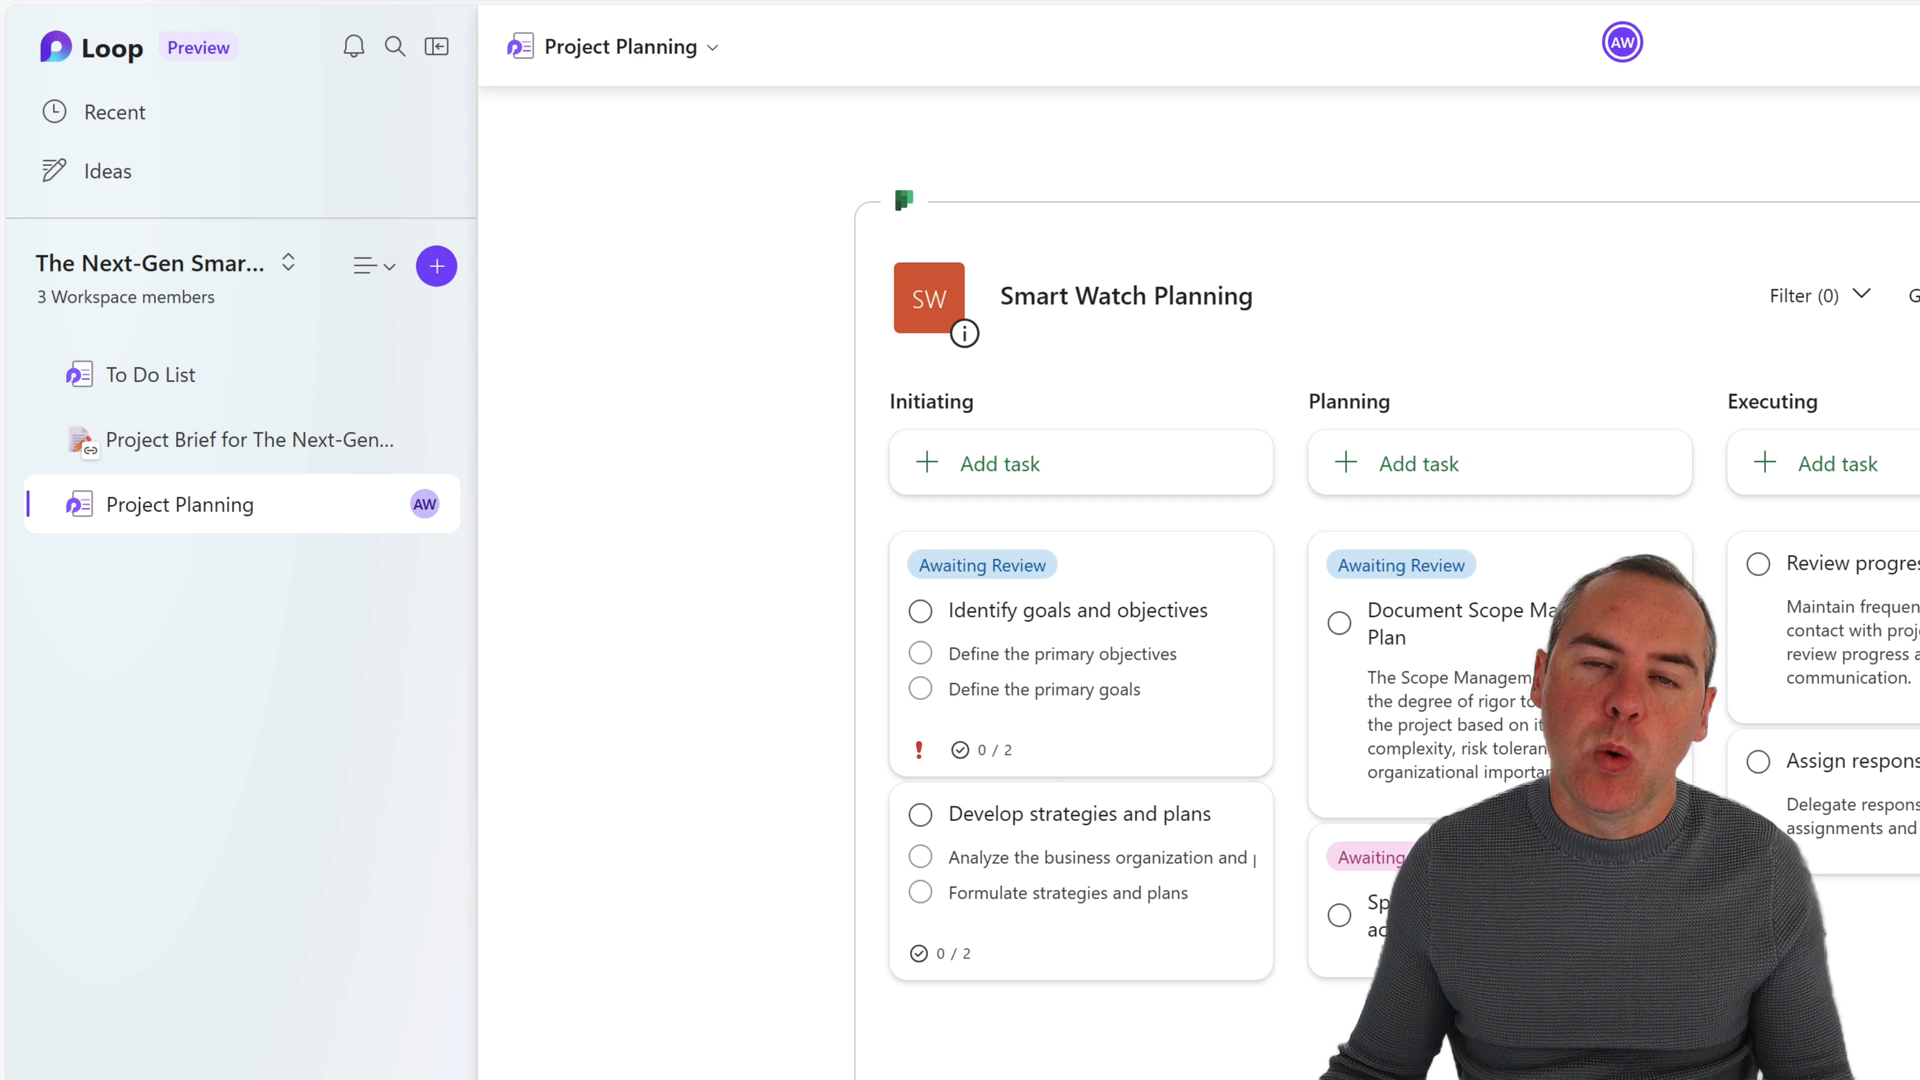 Loop Preview
Recent
Ideas
The Next-Gen Smar...
3 Workspace members
To Do List
Project Brief for The Next-Gen...
Project Planning AW
Project Planning
AW
SW
Smart Watch Planning
Filter (0)
G
Initiating
Add task
Awaiting Review
Identify goals and objectives
Define the primary objectives
Define the primary goals
0 / 2
Develop strategies and plans
Analyze the business organization and
Formulate strategies and plans
0 / 2
Planning
Add task
Awaiting Review
Document Scope Ma
Plan
The Scope Managem
the degree of rigor to
the project based on it
complexity, risk toleran
organizational importa
Awaiting
Sp
ac
Executing
Add task
Review progres
Maintain frequen
contact with proj
review progress a
communication.
Assign respons
Delegate respons
assignments and